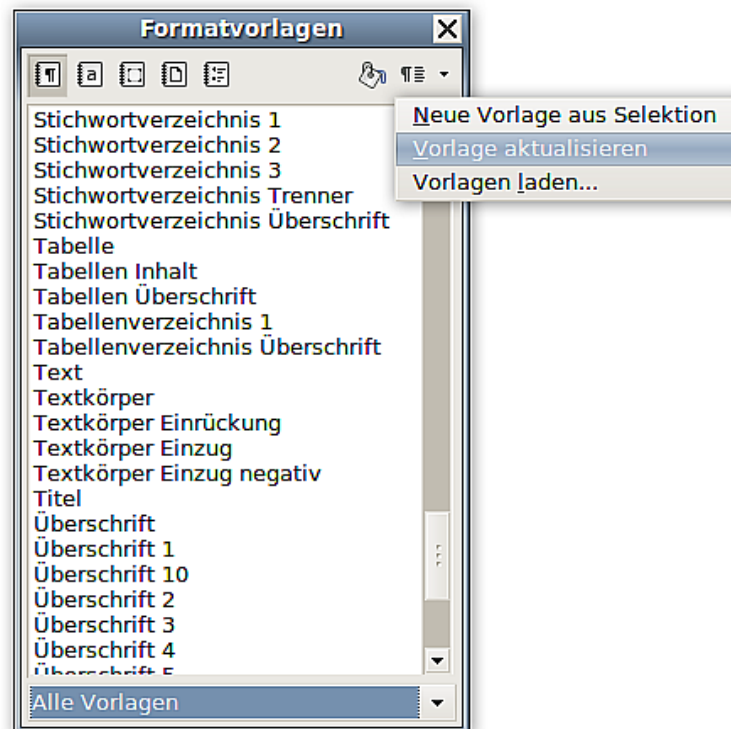 Formatvorlagen
Neue Vorlage aus Selektion
Vorlage aktualisieren
Vorlagen laden...
Stichwortverzeichnis 1
Stichwortverzeichnis 2
Stichwortverzeichnis 3
Stichwortverzeichnis Trenner
Stichwortverzeichnis Überschrift
Tabelle
Tabellen Inhalt
Tabellen Überschrift
Tabellenverzeichnis 1
Tabellenverzeichnis Überschrift
Text
Textkörper
Textkörper Einrückung
Textkörper Einzug
Textkörper Einzug negativ
Titel
Überschrift
Überschrift 1
Überschrift 10
Überschrift 2
Überschrift 3
Überschrift 4
Überschrift 5
Alle Vorlagen